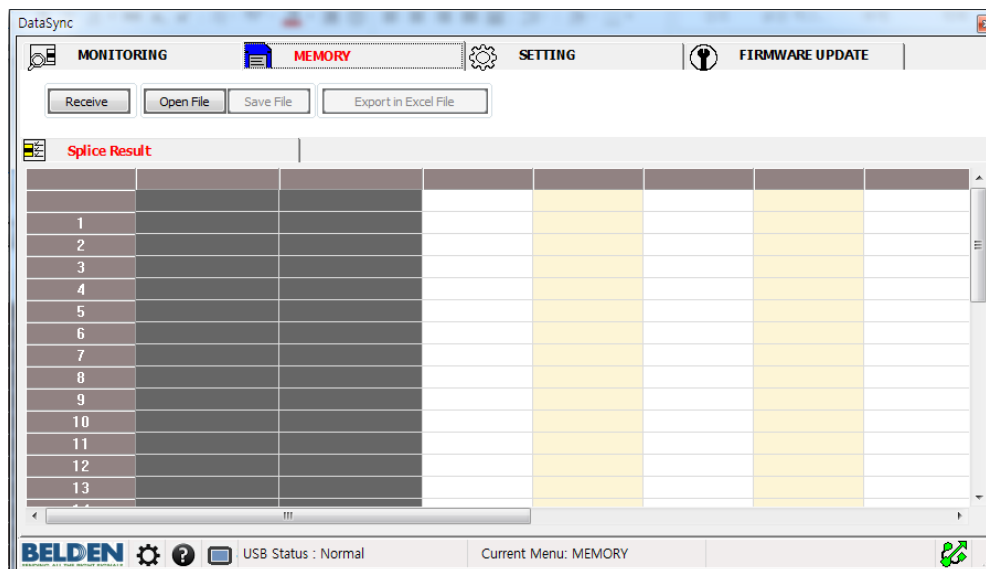 DataSync
MONITORING MEMORY SETTING FIRMWARE UPDATE
Receive Open File Save File Export in Excel File
Splice Result
1
2
3
4
5
6
7
8
9
10
11
12
13
BELDEN USB Status : Normal Current Menu: MEMORY